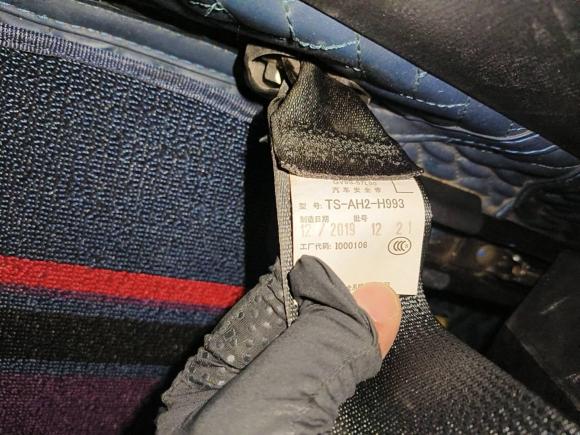 汽车安全带
型号: TS-AH2-H993
制造日期 批号
12/2019 12 21
工厂代码: I000106
CCC